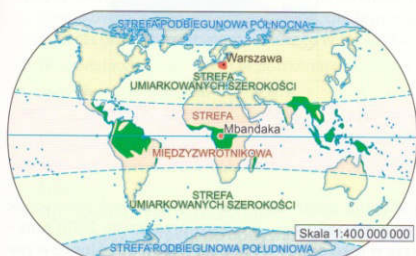 STREFA PODBIEGUNOWA PÓŁNOCNA
Warszawa
STREFA
UMIARKOWANYCH SZEROKOŚCI
STREFA
Mbandaka
MIĘDZYZWROTNIKOWA
STREFA
UMIARKOWANYCH SZEROKOŚCI
Skala 1:400 000 000
STREFA PODBIEGUNOWA POŁUDNIOWA